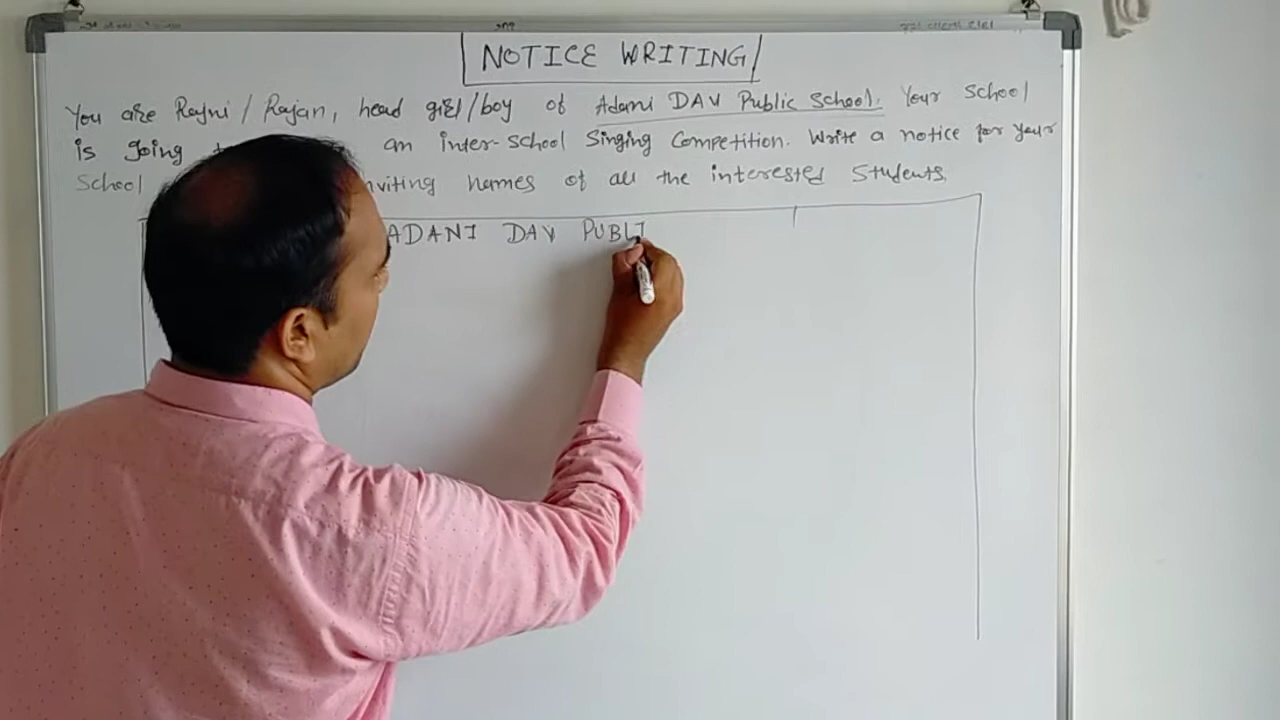 NOTICE WRITING
You are Rajni/Rajan, head girl/boy of Adani DAV Public School. Your School
is going an inter-school Singing Competition. Write a notice for your
School nviting names of all the interested Students.
ADANI DAV PUBLI